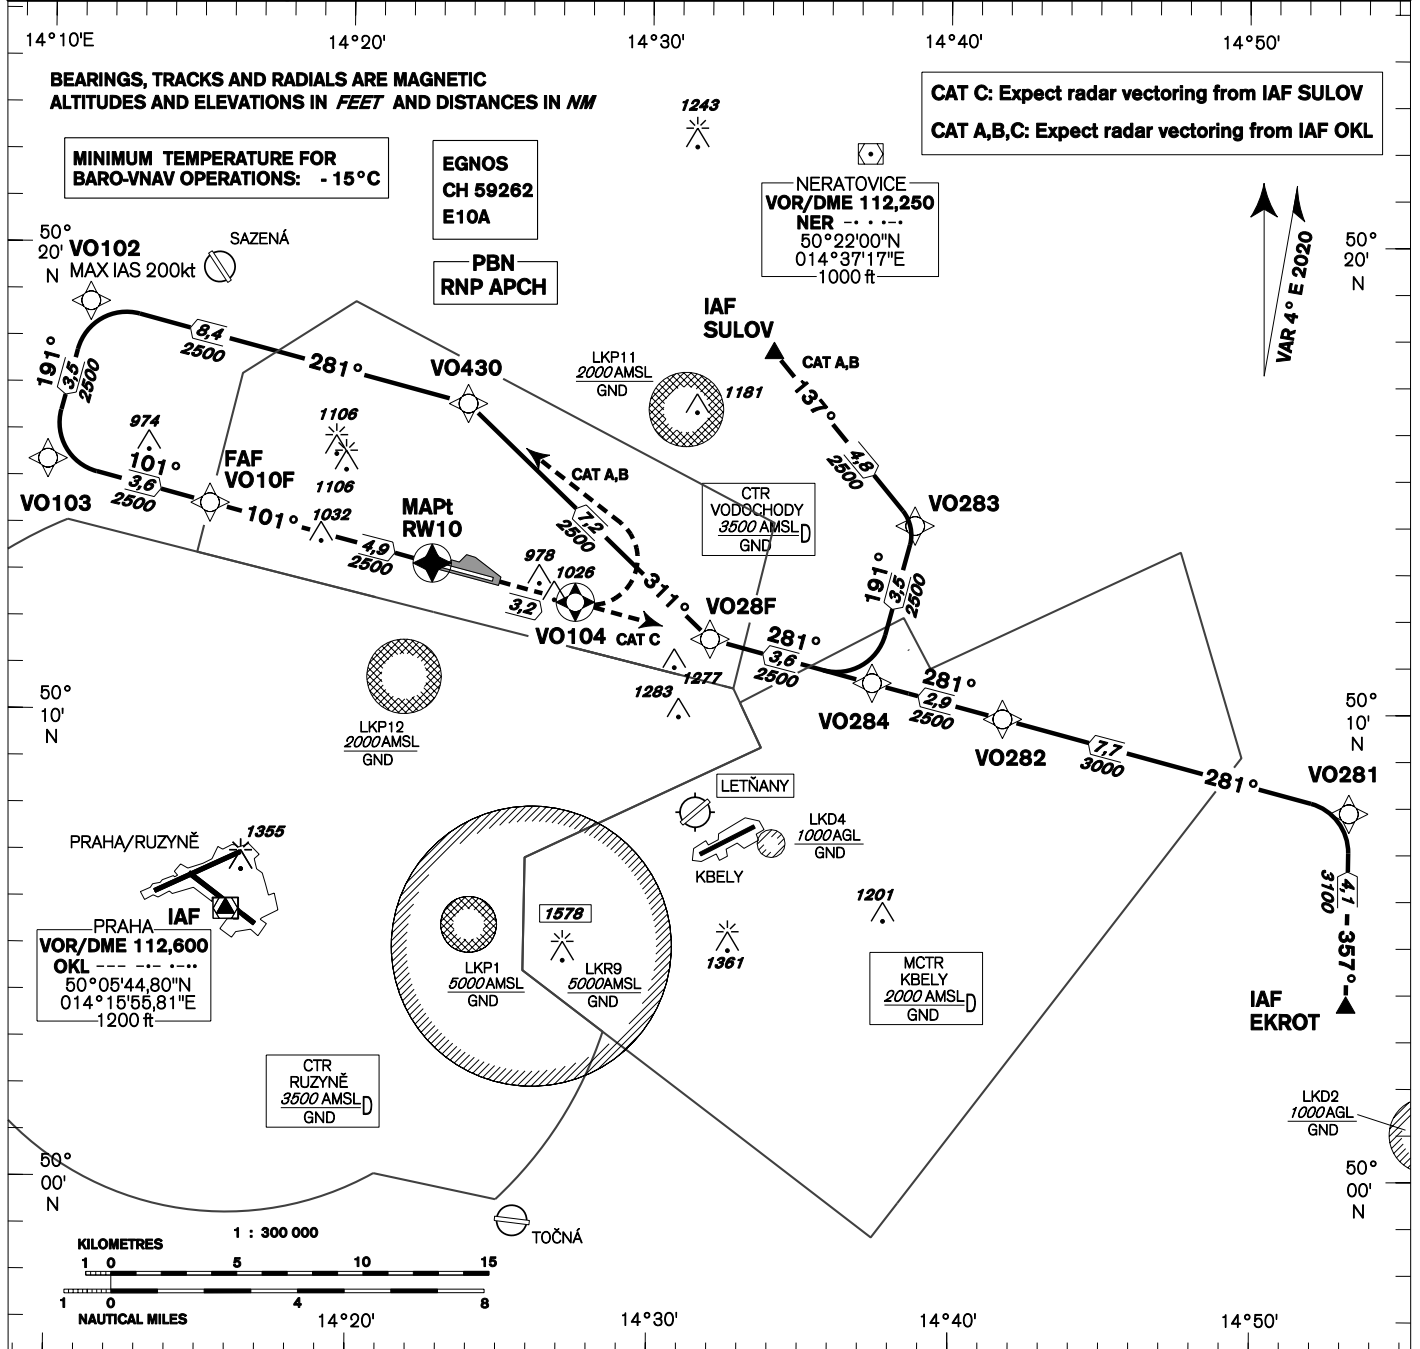 14°10'E
14°20'
14°30'
14°40'
14°50'
BEARINGS, TRACKS AND RADIALS ARE MAGNETIC
ALTITUDES AND ELEVATIONS IN FEET AND DISTANCES IN NM
CAT C: Expect radar vectoring from IAF SULOV
CAT A,B,C: Expect radar vectoring from IAF OKL
MINIMUM TEMPERATURE FOR
BARO-VNAV OPERATIONS: - 15°C
EGNOS
CH 59262
E10A
PBN
RNP APCH
1243
NERATOVICE
VOR/DME 112,250
NER
50°22'00"N
014°37'17"E
1000 ft
VAR 4° E 2020
50°
20'
N
50°
20'
N
VO102
MAX IAS 200kt
SAZENÁ
IAF
SULOV
CAT A,B
137°
4,8
2500
8,4
2500
281°
VO430
LKP11
2000 AMSL
GND
1181
191°
3,5
2500
974
1106
1106
101°
3,6
2500
VO103
FAF
VO10F
101°
1032
4,9
2500
MAPt
RW10
CAT A,B
7,2
2500
311°
978
1026
3,2
VO104
CAT C
CTR
VODOCHODY
3500 AMSL
GND
D
VO283
191°
3,5
2500
VO28F
281°
3,6
2500
1277
1283
VO284
281°
2,9
2500
VO282
7,7
3000
281°
VO281
4,1
3100
357°
IAF
EKROT
50°
10'
N
50°
10'
N
LKP12
2000 AMSL
GND
LETŇANY
LKD4
1000 AGL
GND
KBELY
PRAHA/RUZYNĚ
1355
IAF
PRAHA
VOR/DME 112,600
OKL
50°05'44,80"N
014°15'55,81"E
1200 ft
1578
LKP1
5000 AMSL
GND
LKR9
5000 AMSL
GND
1361
1201
MCTR
KBELY
2000 AMSL
GND
D
CTR
RUZYNĚ
3500 AMSL
GND
D
LKD2
1000 AGL
GND
50°
00'
N
50°
00'
N
TOČNÁ
1 : 300 000
KILOMETRES
1 0 5 10 15
1 0 4 8
NAUTICAL MILES
14°20'
14°30'
14°40'
14°50'